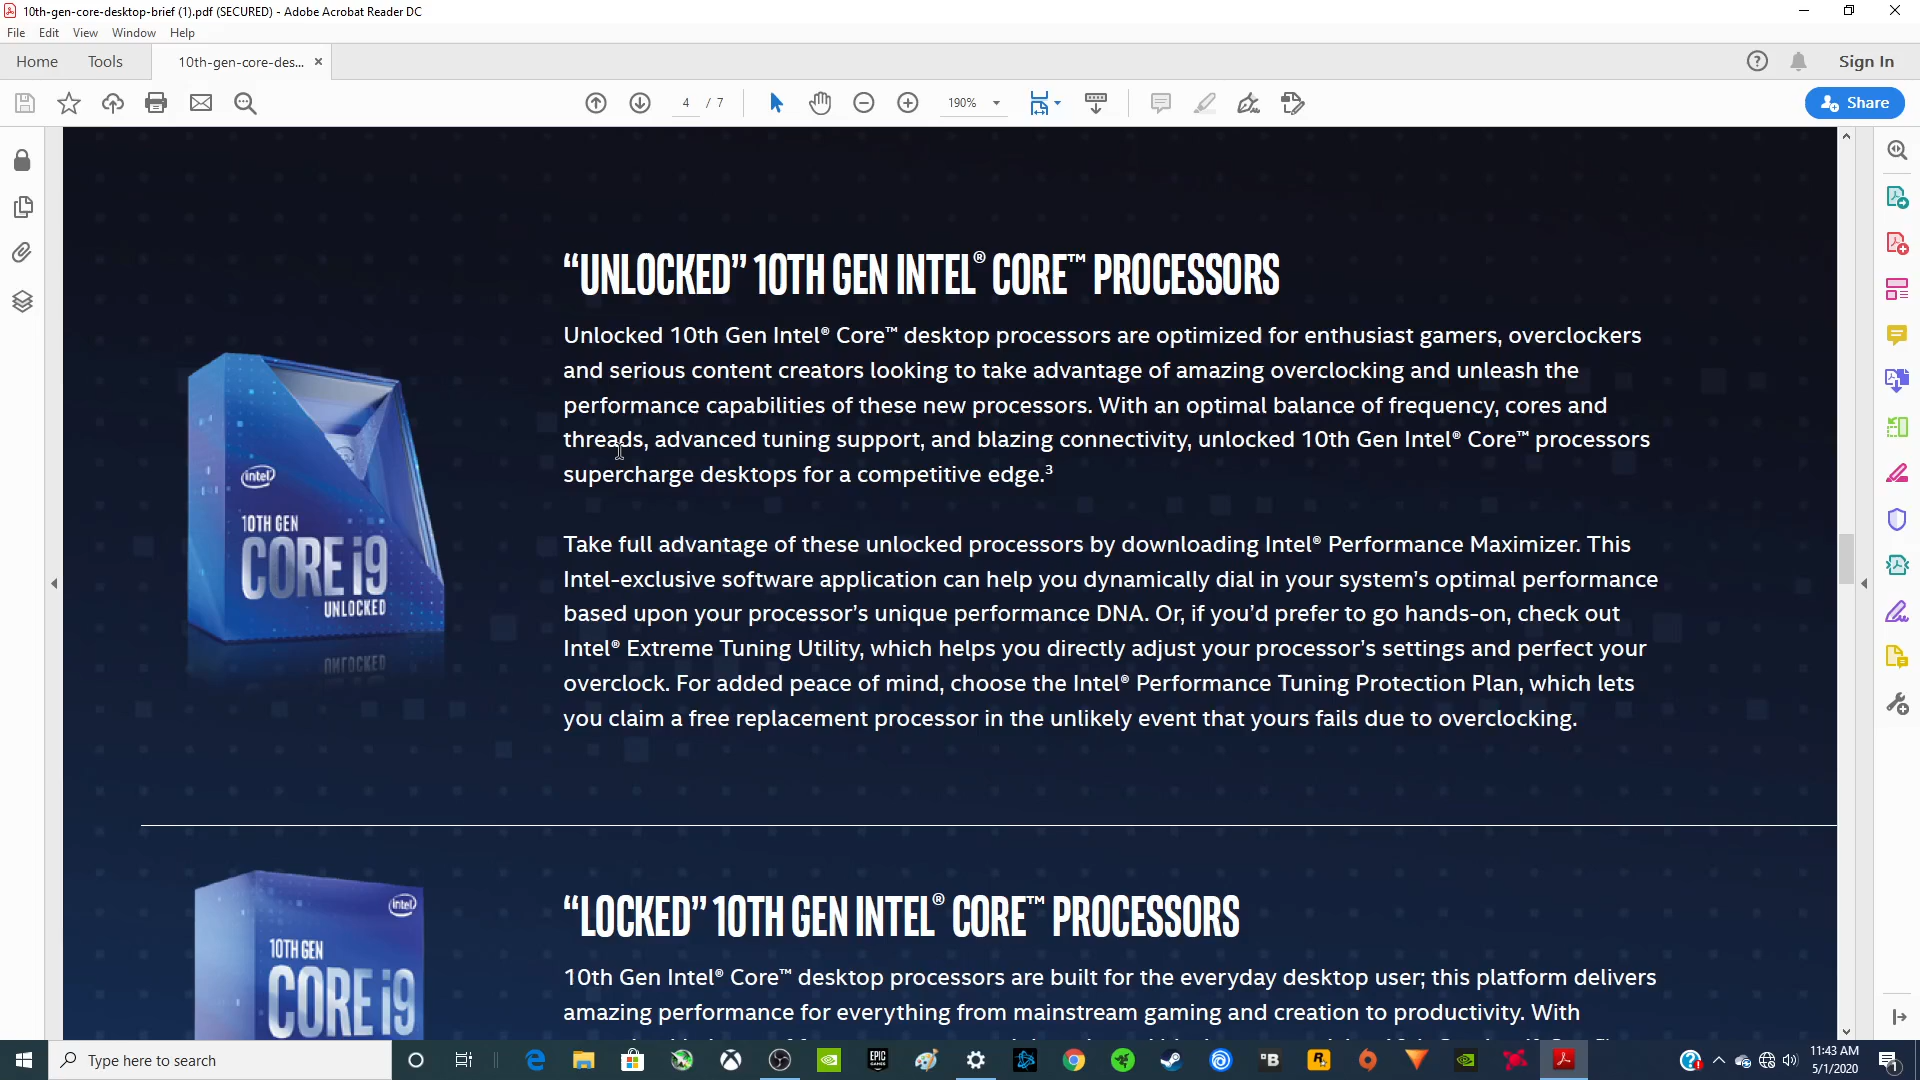 10th-gen-core-desktop-brief (1).pdf (SECURED) - Adobe Acrobat Reader DC
File Edit View Window Help
Home Tools 10th-gen-core-des... × Sign In
4 / 7 190% Share
“UNLOCKED” 10TH GEN INTEL® CORE™ PROCESSORS
Unlocked 10th Gen Intel® Core™ desktop processors are optimized for enthusiast gamers, overclockers
and serious content creators looking to take advantage of amazing overclocking and unleash the
performance capabilities of these new processors. With an optimal balance of frequency, cores and
threads, advanced tuning support, and blazing connectivity, unlocked 10th Gen Intel® Core™ processors
supercharge desktops for a competitive edge.³
intel
10TH GEN
CORE i9
UNLOCKED
Take full advantage of these unlocked processors by downloading Intel® Performance Maximizer. This
Intel-exclusive software application can help you dynamically dial in your system’s optimal performance
based upon your processor’s unique performance DNA. Or, if you’d prefer to go hands-on, check out
Intel® Extreme Tuning Utility, which helps you directly adjust your processor’s settings and perfect your
overclock. For added peace of mind, choose the Intel® Performance Tuning Protection Plan, which lets
you claim a free replacement processor in the unlikely event that yours fails due to overclocking.
intel
10TH GEN
CORE i9
“LOCKED” 10TH GEN INTEL® CORE™ PROCESSORS
10th Gen Intel® Core™ desktop processors are built for the everyday desktop user; this platform delivers
amazing performance for everything from mainstream gaming and creation to productivity. With
Type here to search
11:43 AM
5/1/2020